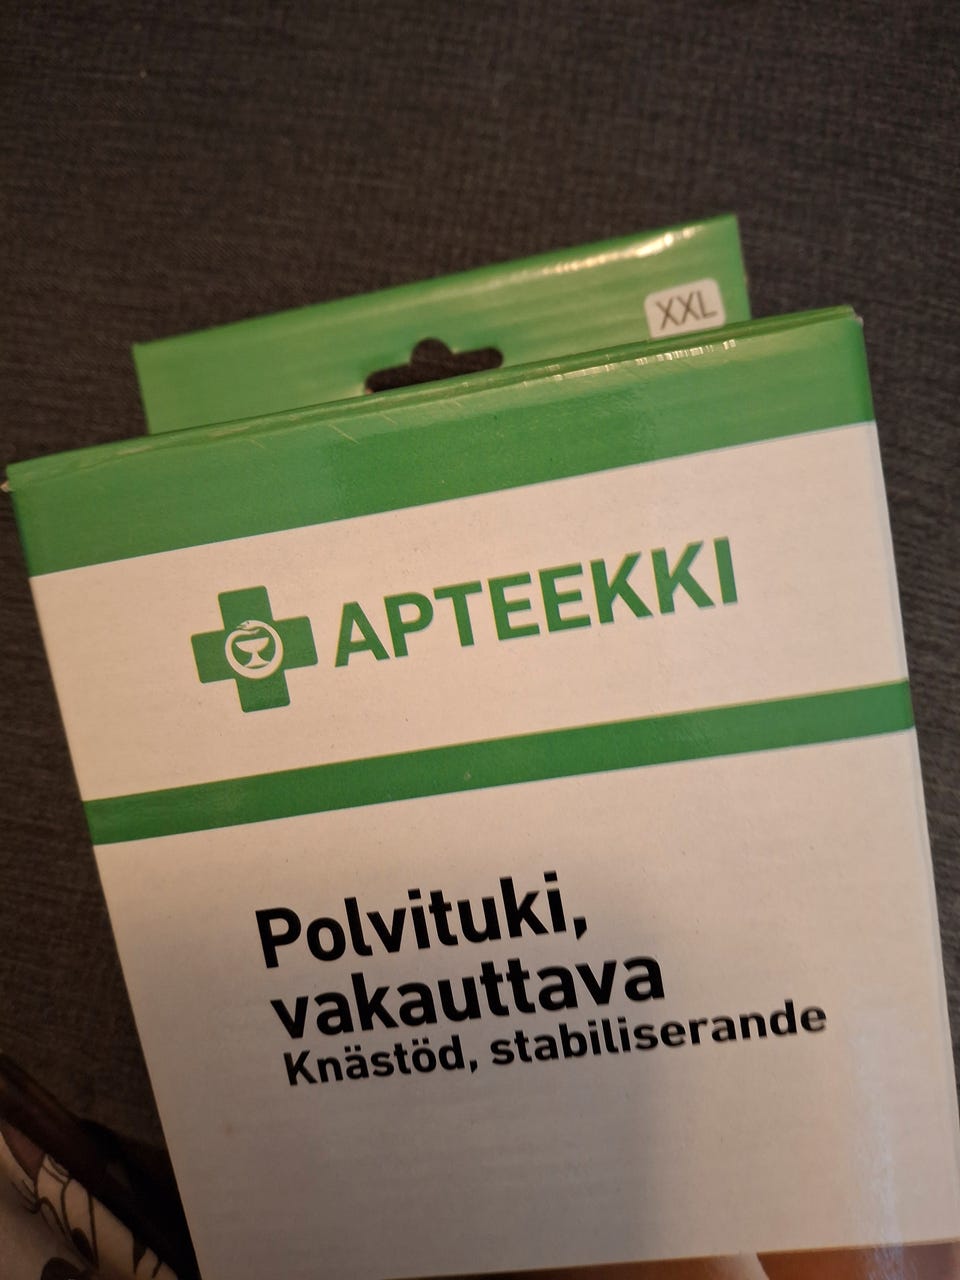 XXL
APTEEKKI
Polvituki,
vakauttava
Knästöd, stabiliserande